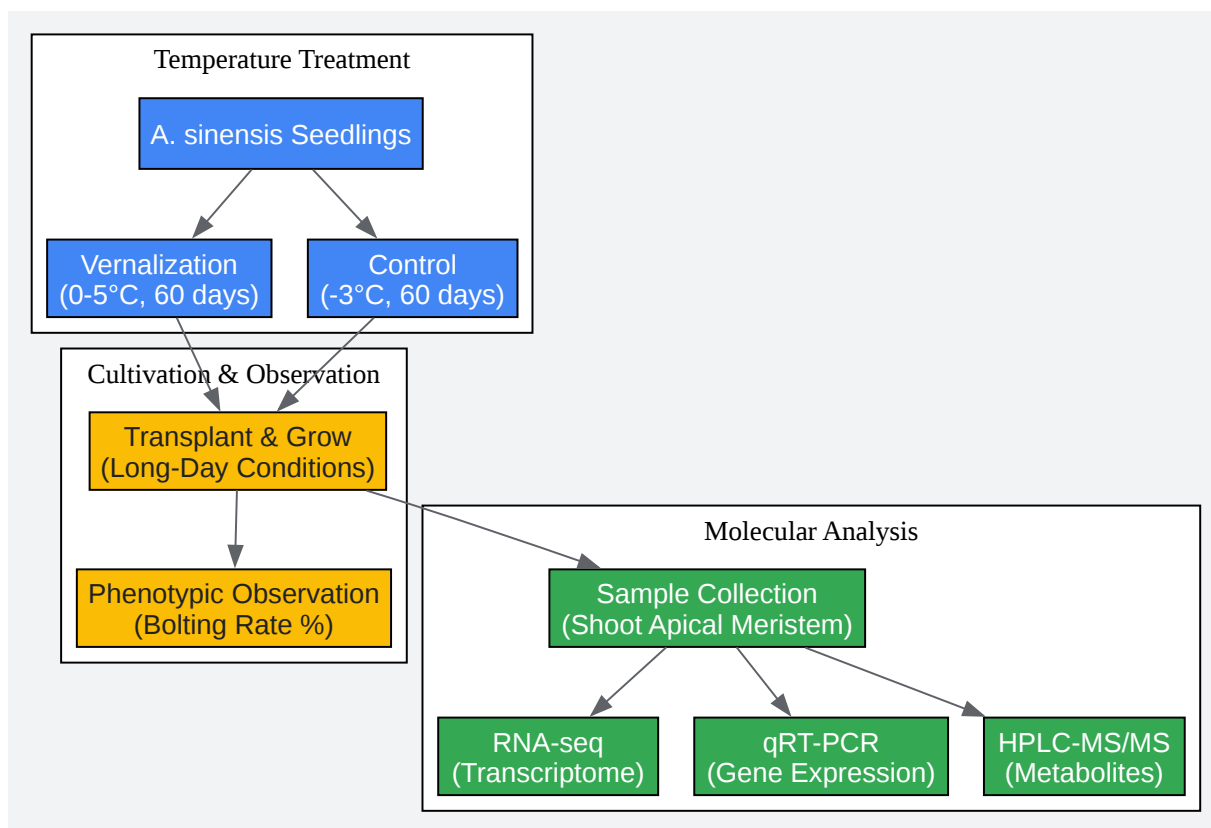 Temperature Treatment
A. sinensis Seedlings
Vernalization
(0-5°C, 60 days)
Control
(-3°C, 60 days)
Cultivation & Observation
Transplant & Grow
(Long-Day Conditions)
Phenotypic Observation
(Bolting Rate %)
Molecular Analysis
Sample Collection
(Shoot Apical Meristem)
RNA-seq
(Transcriptome)
qRT-PCR
(Gene Expression)
HPLC-MS/MS
(Metabolites)